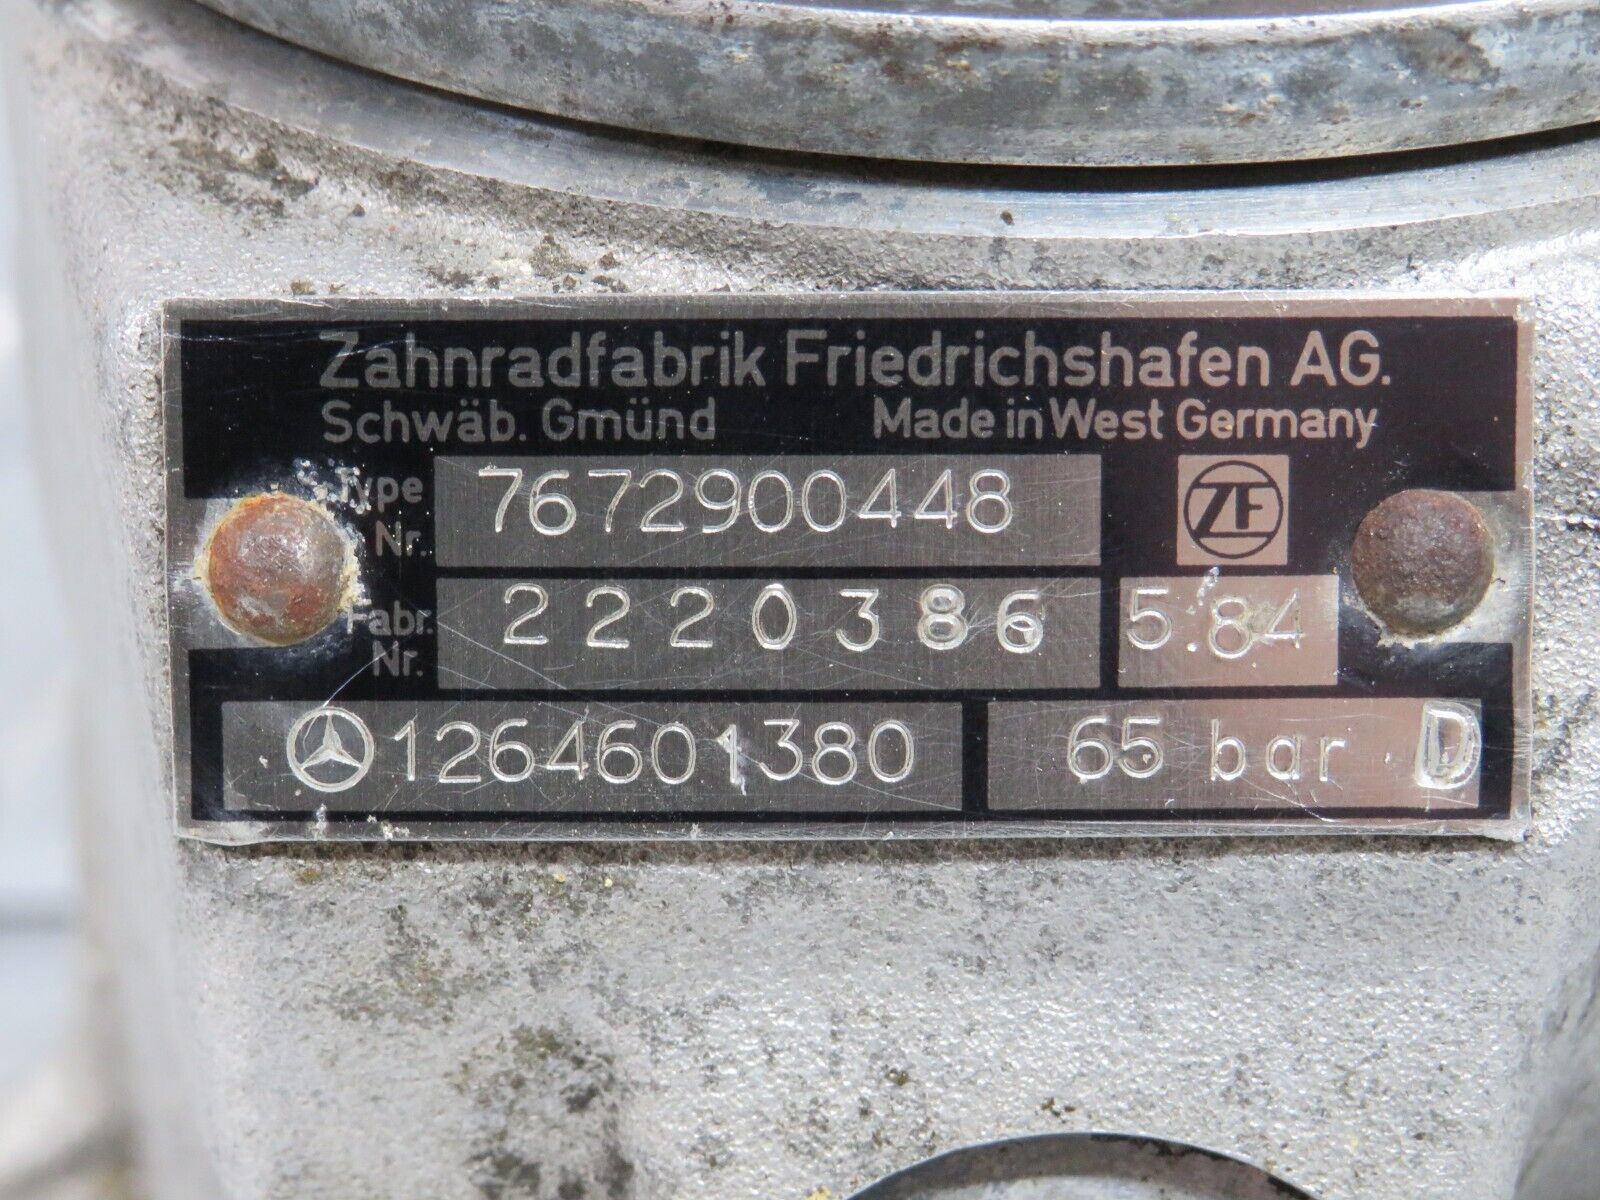 Zahnradfabrik Friedrichshafen AG.
Schwäb. Gmünd Made in West Germany
Type Nr. 7672900448 ZF
Fabr. Nr. 2220386 5.84
1264601380 65 bar D